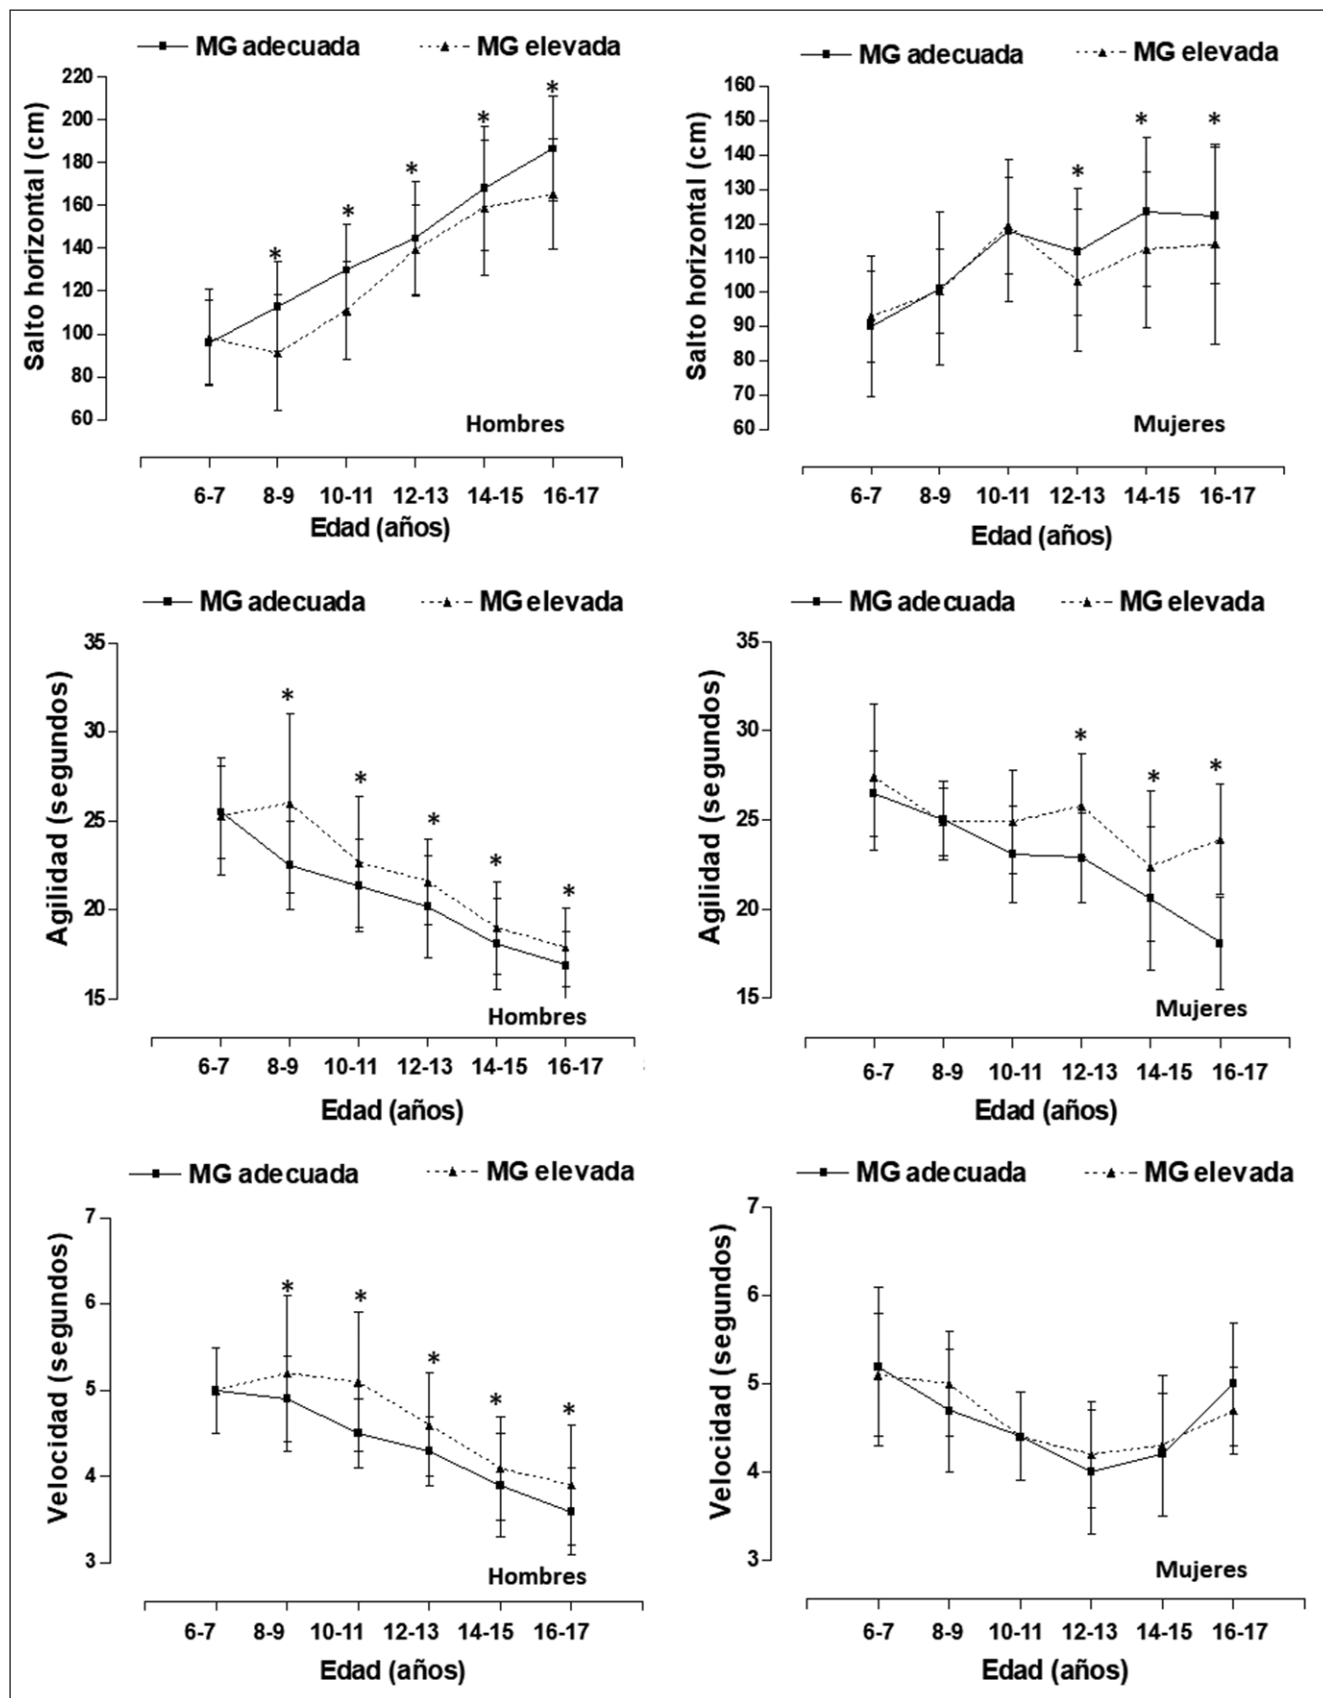 MG adecuada MG elevada
Salto horizontal (cm)
220
200
180
160
140
120
100
80
60
* * * * *
Hombres
6-7 8-9 10-11 12-13 14-15 16-17
Edad (años)
MG adecuada MG elevada
Salto horizontal (cm)
160
150
140
130
120
110
100
90
80
70
60
* * *
Mujeres
6-7 8-9 10-11 12-13 14-15 16-17
Edad (años)
MG adecuada MG elevada
Agilidad (segundos)
35
30
25
20
15
* * * * *
Hombres
6-7 8-9 10-11 12-13 14-15 16-17
Edad (años)
MG adecuada MG elevada
Agilidad (segundos)
35
30
25
20
15
* * *
Mujeres
6-7 8-9 10-11 12-13 14-15 16-17
Edad (años)
MG adecuada MG elevada
Velocidad (segundos)
7
6
5
4
3
* * * * *
Hombres
6-7 8-9 10-11 12-13 14-15 16-17
Edad (años)
MG adecuada MG elevada
Velocidad (segundos)
7
6
5
4
3
Mujeres
6-7 8-9 10-11 12-13 14-15 16-17
Edad (años)